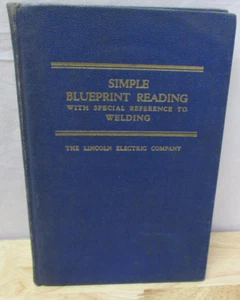 SIMPLE
BLUEPRINT READING
WITH SPECIAL REFERENCE TO
WELDING
THE LINCOLN ELECTRIC COMPANY